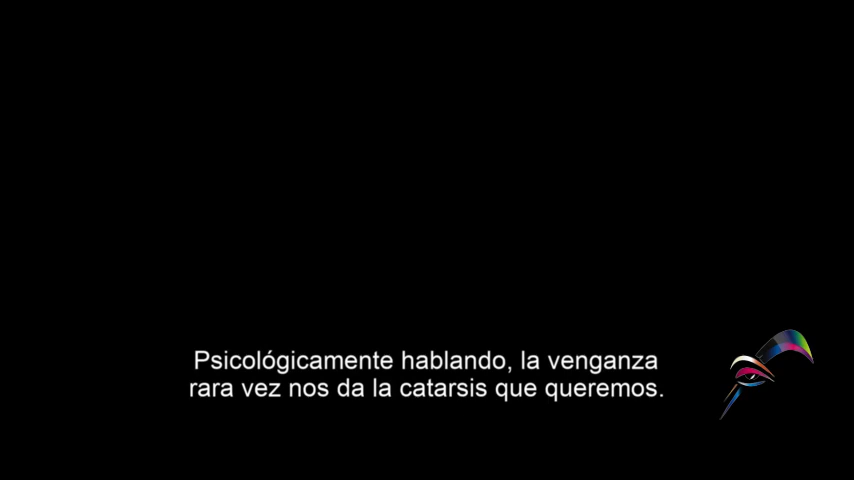 Psicológicamente hablando, la venganza
rara vez nos da la catarsis que queremos.